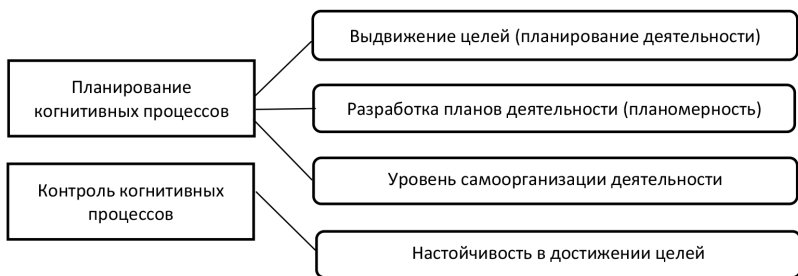 Выдвижение целей (планирование деятельности)
Планирование
когнитивных процессов
Разработка планов деятельности (планомерность)
Уровень самоорганизации деятельности
Контроль когнитивных
процессов
Настойчивость в достижении целей